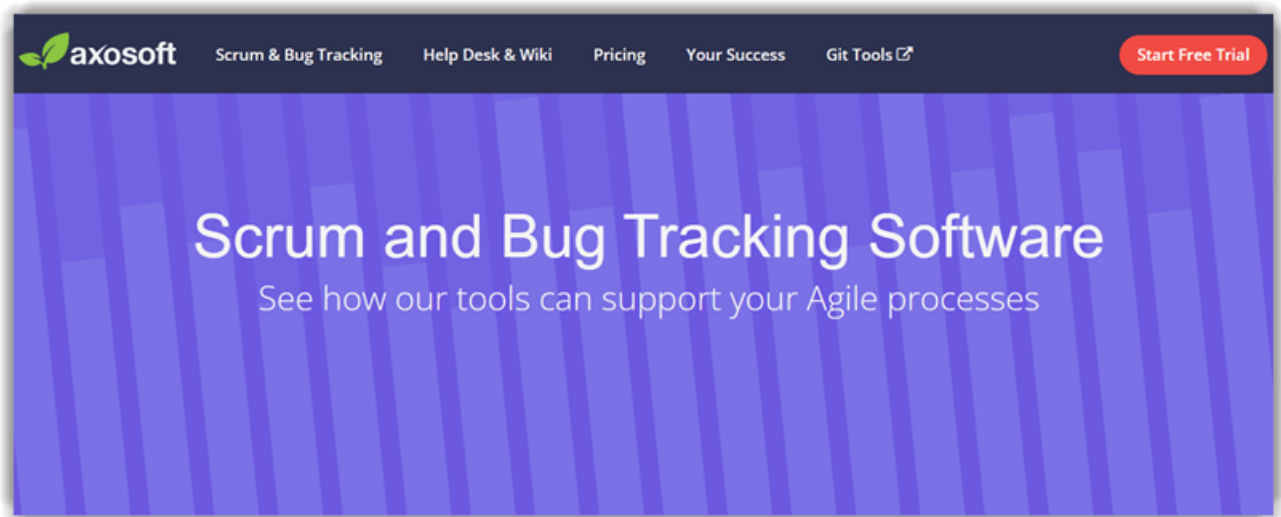 axosoft Scrum & Bug Tracking Help Desk & Wiki Pricing Your Success Git Tools Start Free Trial
Scrum and Bug Tracking Software
See how our tools can support your Agile processes